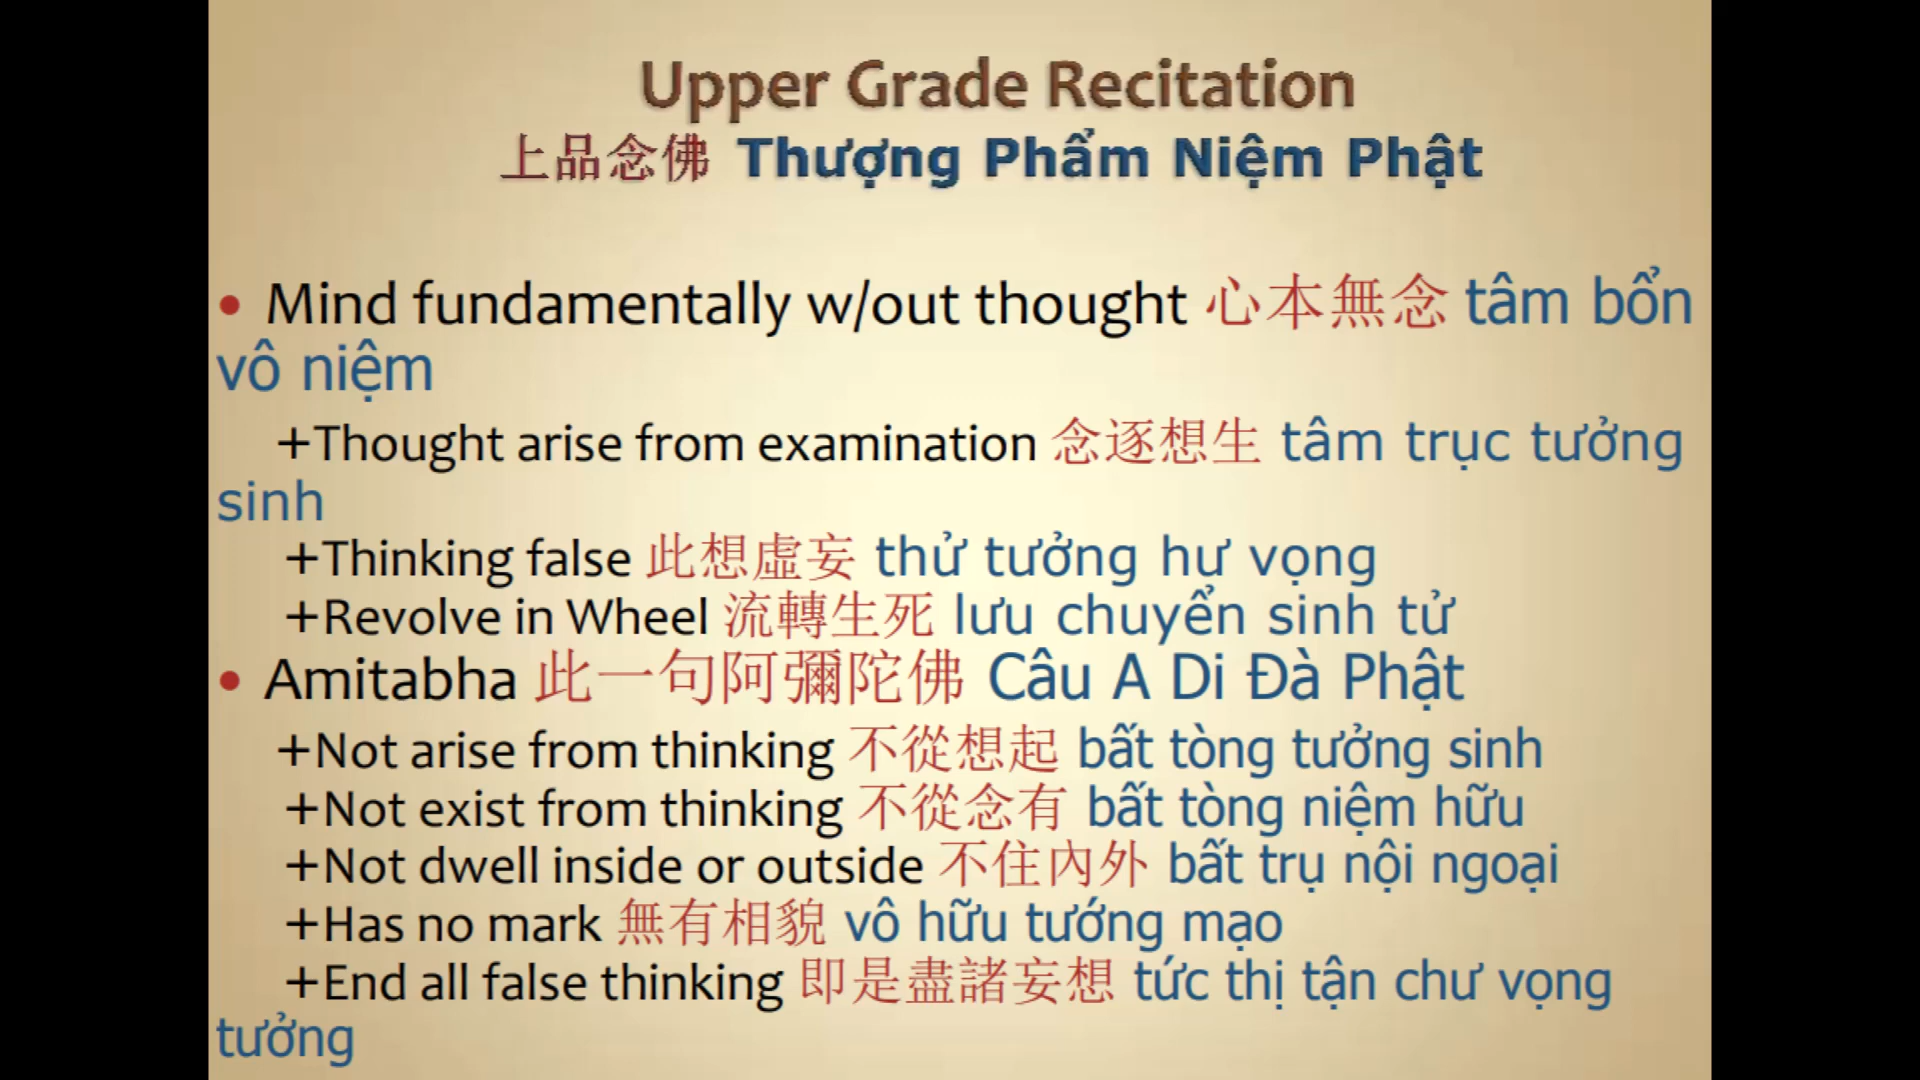 Upper Grade Recitation
上品念佛 Thượng Phẩm Niệm Phật
• Mind fundamentally w/out thought 心本無念 tâm bổn
vô niệm
+Thought arise from examination 念逐想生 tâm trục tưởng
sinh
+Thinking false 此想虛妄 thử tưởng hư vọng
+Revolve in Wheel 流轉生死 lưu chuyển sinh tử
• Amitabha 此一句阿彌陀佛 Câu A Di Đà Phật
+Not arise from thinking 不從想起 bất tòng tưởng sinh
+Not exist from thinking 不從念有 bất tòng niệm hữu
+Not dwell inside or outside 不住內外 bất trụ nội ngoại
+Has no mark 無有相貌 vô hữu tướng mạo
+End all false thinking 即是盡諸妄想 tức thị tận chư vọng
tưởng